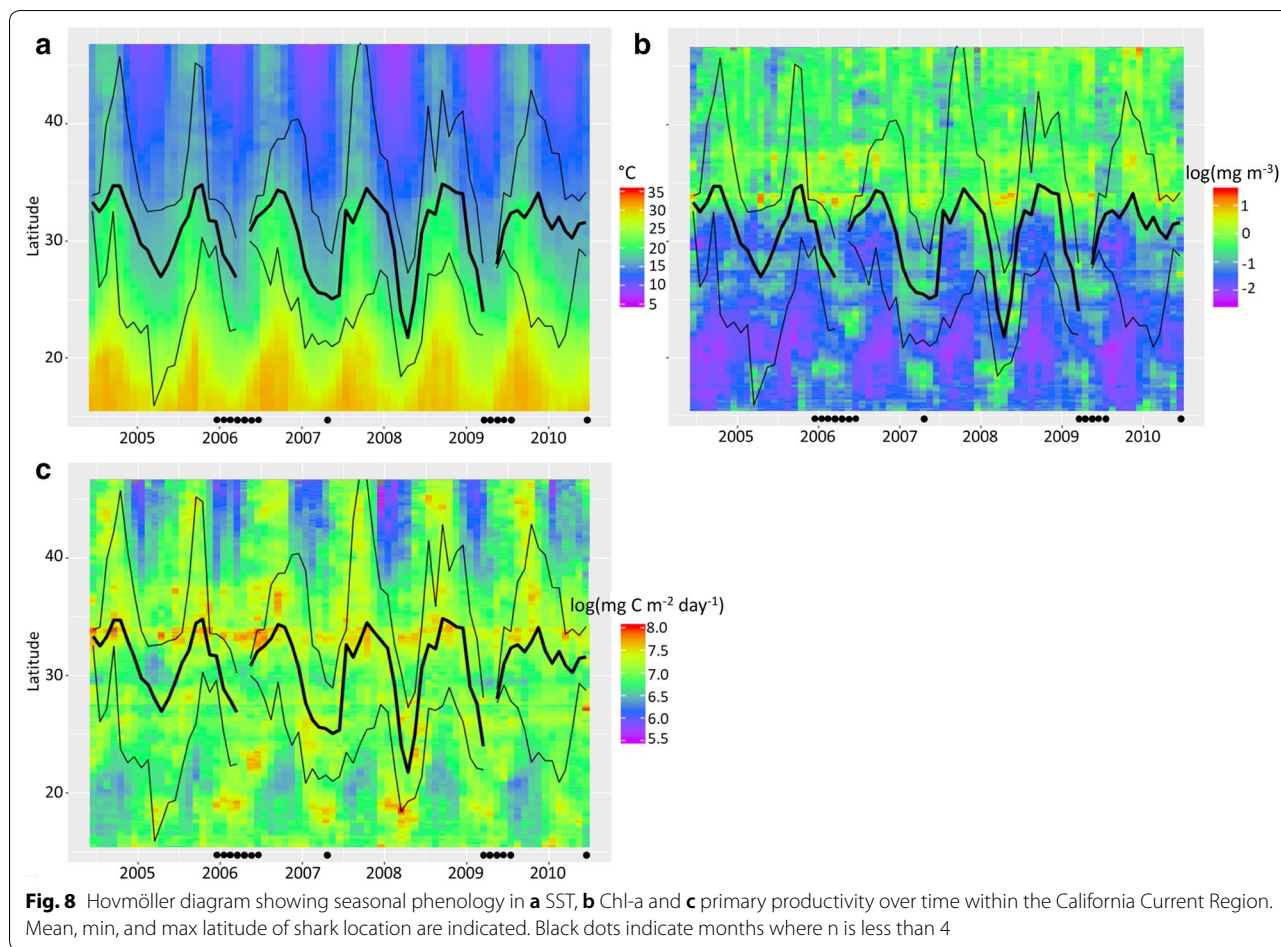 a
40
30
20
Latitude
2005 2006 2007 2008 2009 2010
°C
35
30
25
20
15
10
5
b
2005 2006 2007 2008 2009 2010
log(mg m⁻³)
1
0
-1
-2
c
40
30
20
Latitude
2005 2006 2007 2008 2009 2010
log(mg C m⁻² day⁻¹)
8.0
7.5
7.0
6.5
6.0
5.5
Fig. 8 Hovmöller diagram showing seasonal phenology in a SST, b Chl-a and c primary productivity over time within the California Current Region.
Mean, min, and max latitude of shark location are indicated. Black dots indicate months where n is less than 4